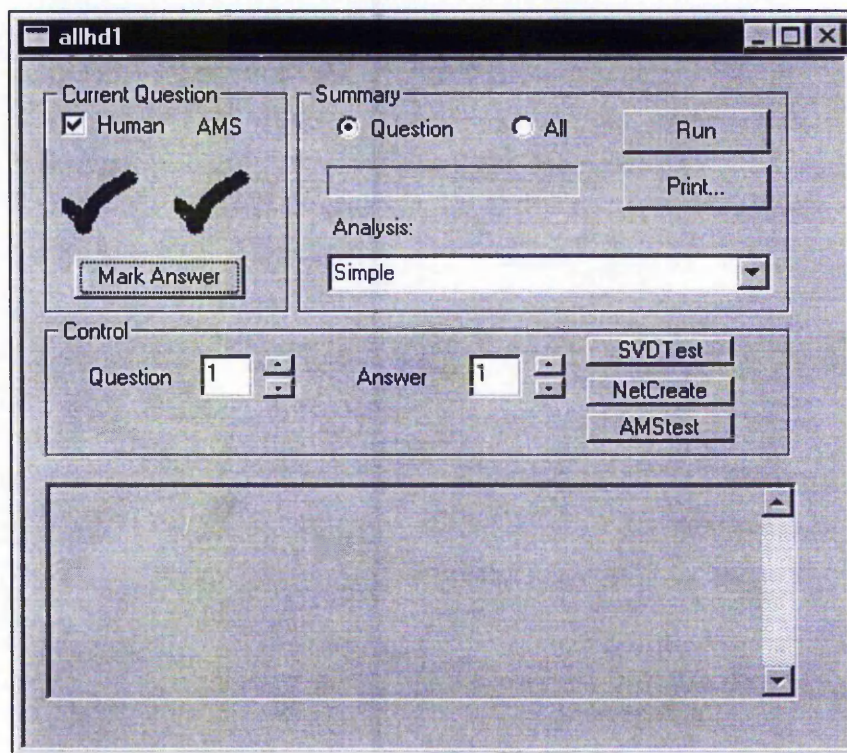 allhd1
Current Question
Human AMS
Mark Answer
Summary
Question All
Run
Print...
Analysis:
Simple
Control
Question 1 Answer 1
SVDTest
NetCreate
AMStest